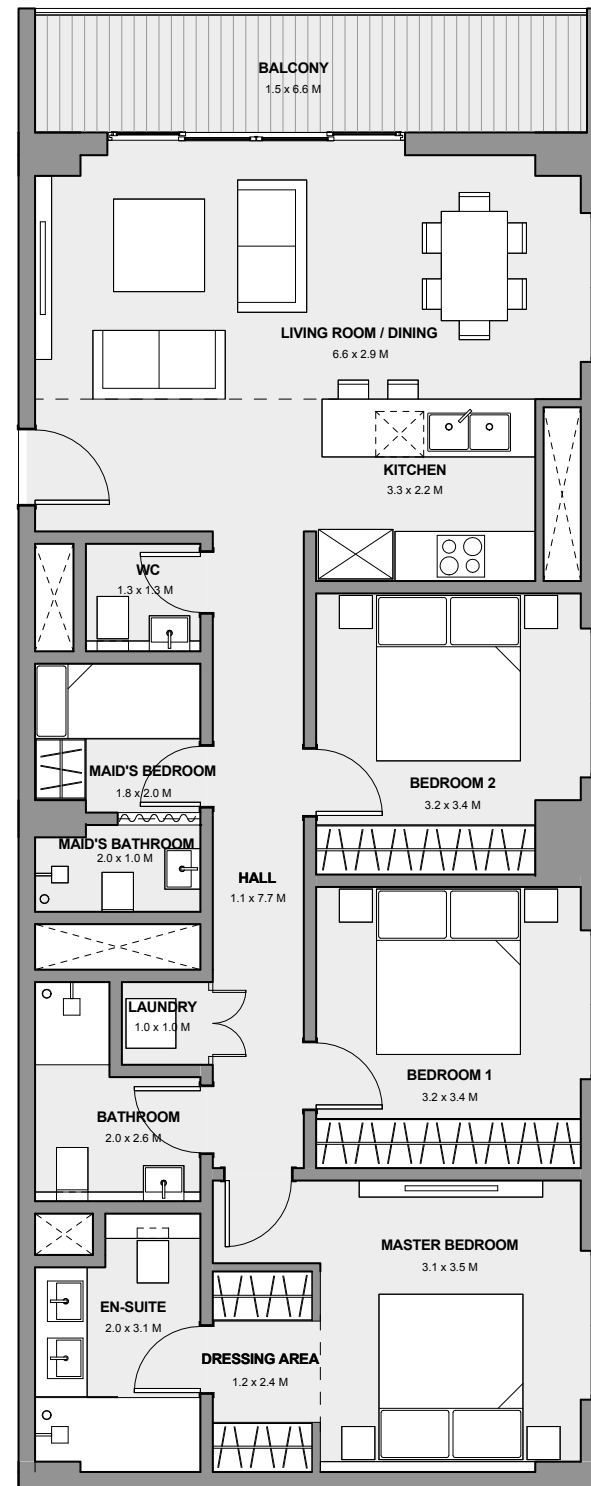 BALCONY
1.5 x 6.6 M
LIVING ROOM / DINING
6.6 x 2.9 M
KITCHEN
3.3 x 2.2 M
WC
1.3 x 1.3 M
MAID'S BEDROOM
1.8 x 2.0 M
BEDROOM 2
3.2 x 3.4 M
MAID'S BATHROOM
2.0 x 1.0 M
HALL
1.1 x 7.7 M
LAUNDRY
1.0 x 1.0 M
BEDROOM 1
3.2 x 3.4 M
BATHROOM
2.0 x 2.6 M
MASTER BEDROOM
3.1 x 3.5 M
EN-SUITE
2.0 x 3.1 M
DRESSING AREA
1.2 x 2.4 M